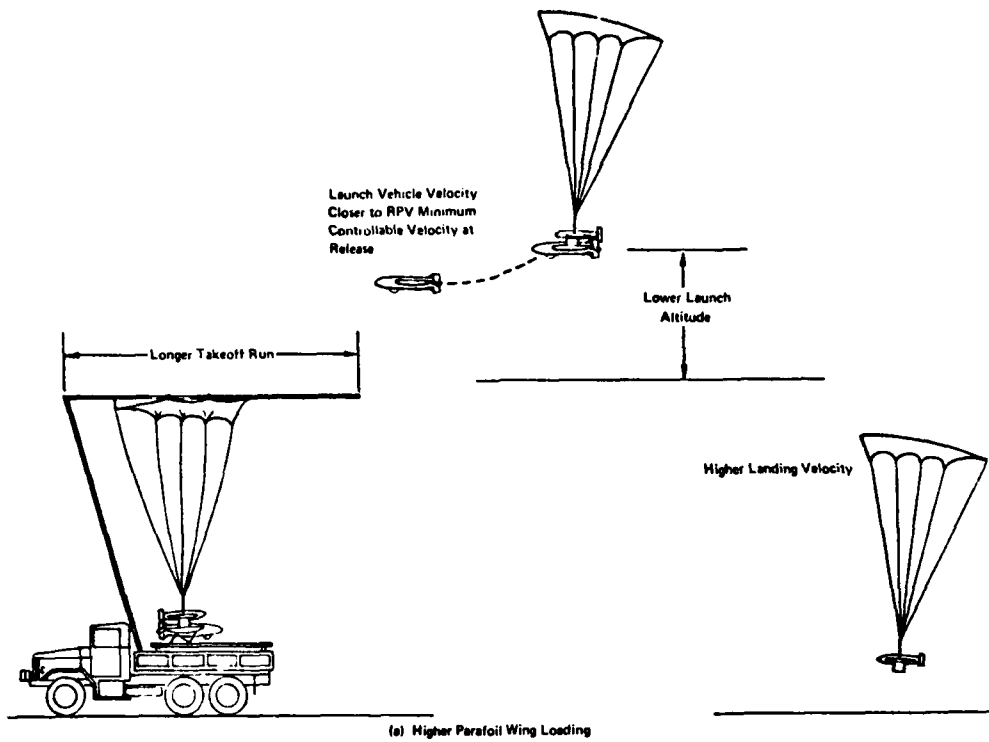 Launch Vehicle Velocity
Closer to RPV Minimum
Controllable Velocity at
Release
Lower Launch
Altitude
Longer Takeoff Run
Higher Landing Velocity
(a) Higher Parafoil Wing Loading